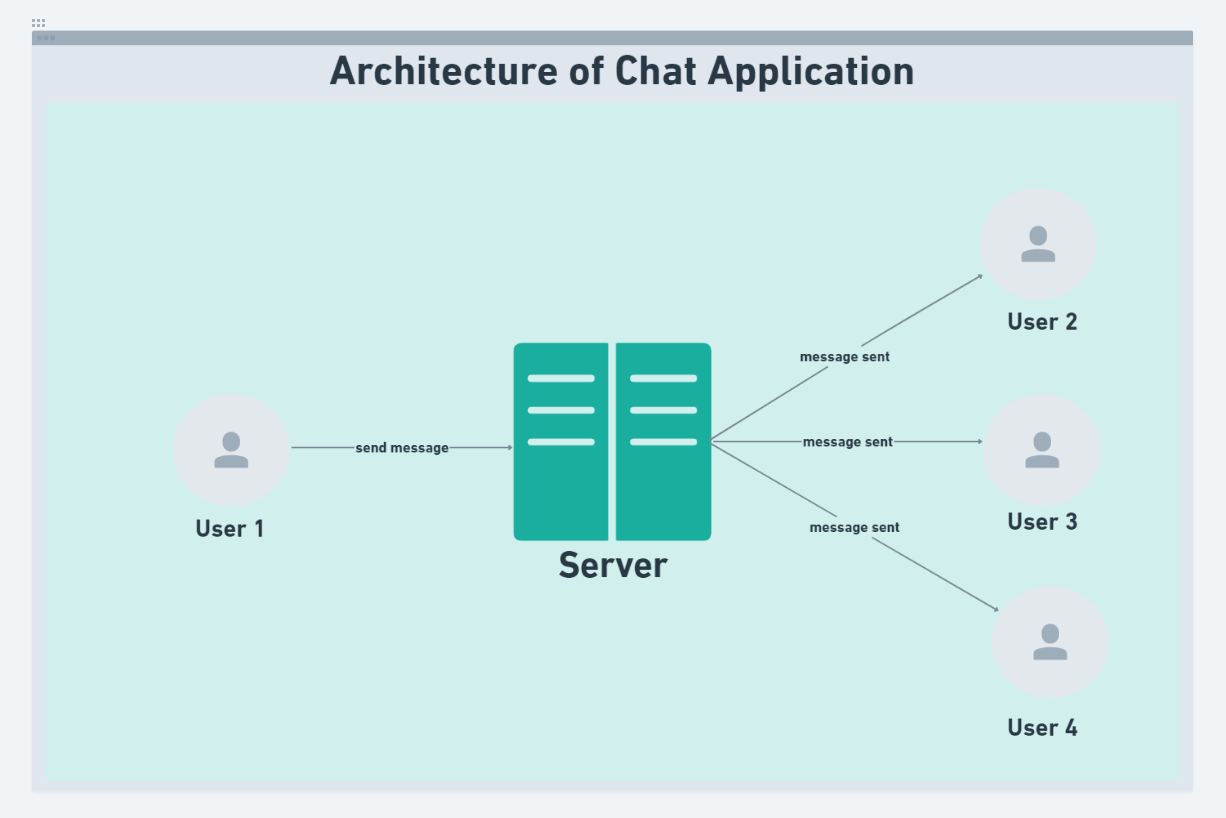 Architecture of Chat Application
User 2
message sent
send message
message sent
User 1
User 3
message sent
Server
User 4